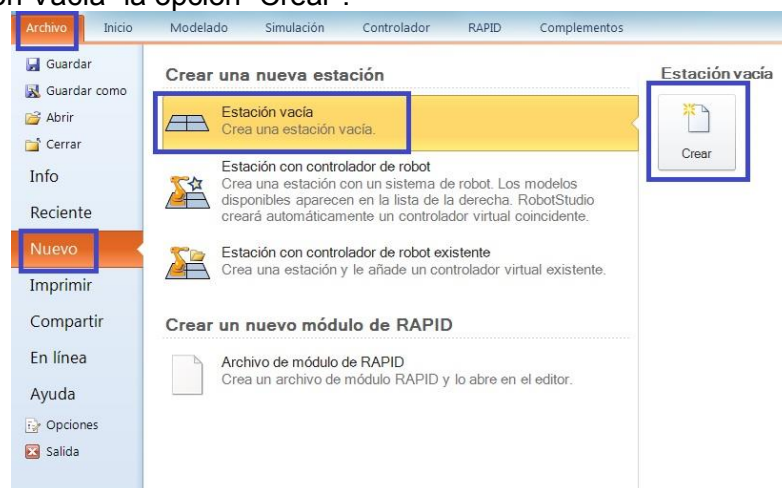 "la opción "Crear".
Archivo Inicio Modelado Simulación Controlador RAPID Complementos
Guardar
Guardar como
Abrir
Cerrar
Info
Reciente
Nuevo
Imprimir
Compartir
En línea
Ayuda
Opciones
Salida
Crear una nueva estación
Estación vacía
Crea una estación vacía.
Estación con controlador de robot
Crea una estación con un sistema de robot. Los modelos
disponibles aparecen en la lista de la derecha. RobotStudio
creará automáticamente un controlador virtual coincidente.
Estación con controlador de robot existente
Crea una estación y le añade un controlador virtual existente.
Crear un nuevo módulo de RAPID
Archivo de módulo de RAPID
Crea un archivo de módulo RAPID y lo abre en el editor.
Estación vacía
Crear